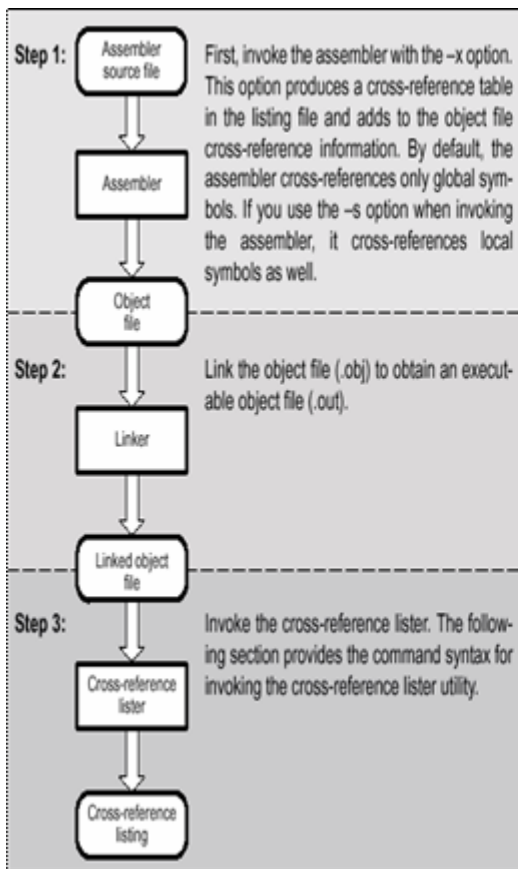 Step 1:
Assembler
source file
First, invoke the assembler with the –x option.
This option produces a cross-reference table
in the listing file and adds to the object file
cross-reference information. By default, the
assembler cross-references only global sym-
bols. If you use the –s option when invoking
the assembler, it cross-references local
symbols as well.
Assembler
Object
file
Step 2:
Link the object file (.obj) to obtain an execut-
able object file (.out).
Linker
Linked object
file
Step 3:
Invoke the cross-reference lister. The follow-
ing section provides the command syntax for
invoking the cross-reference lister utility.
Cross-reference
lister
Cross-reference
listing